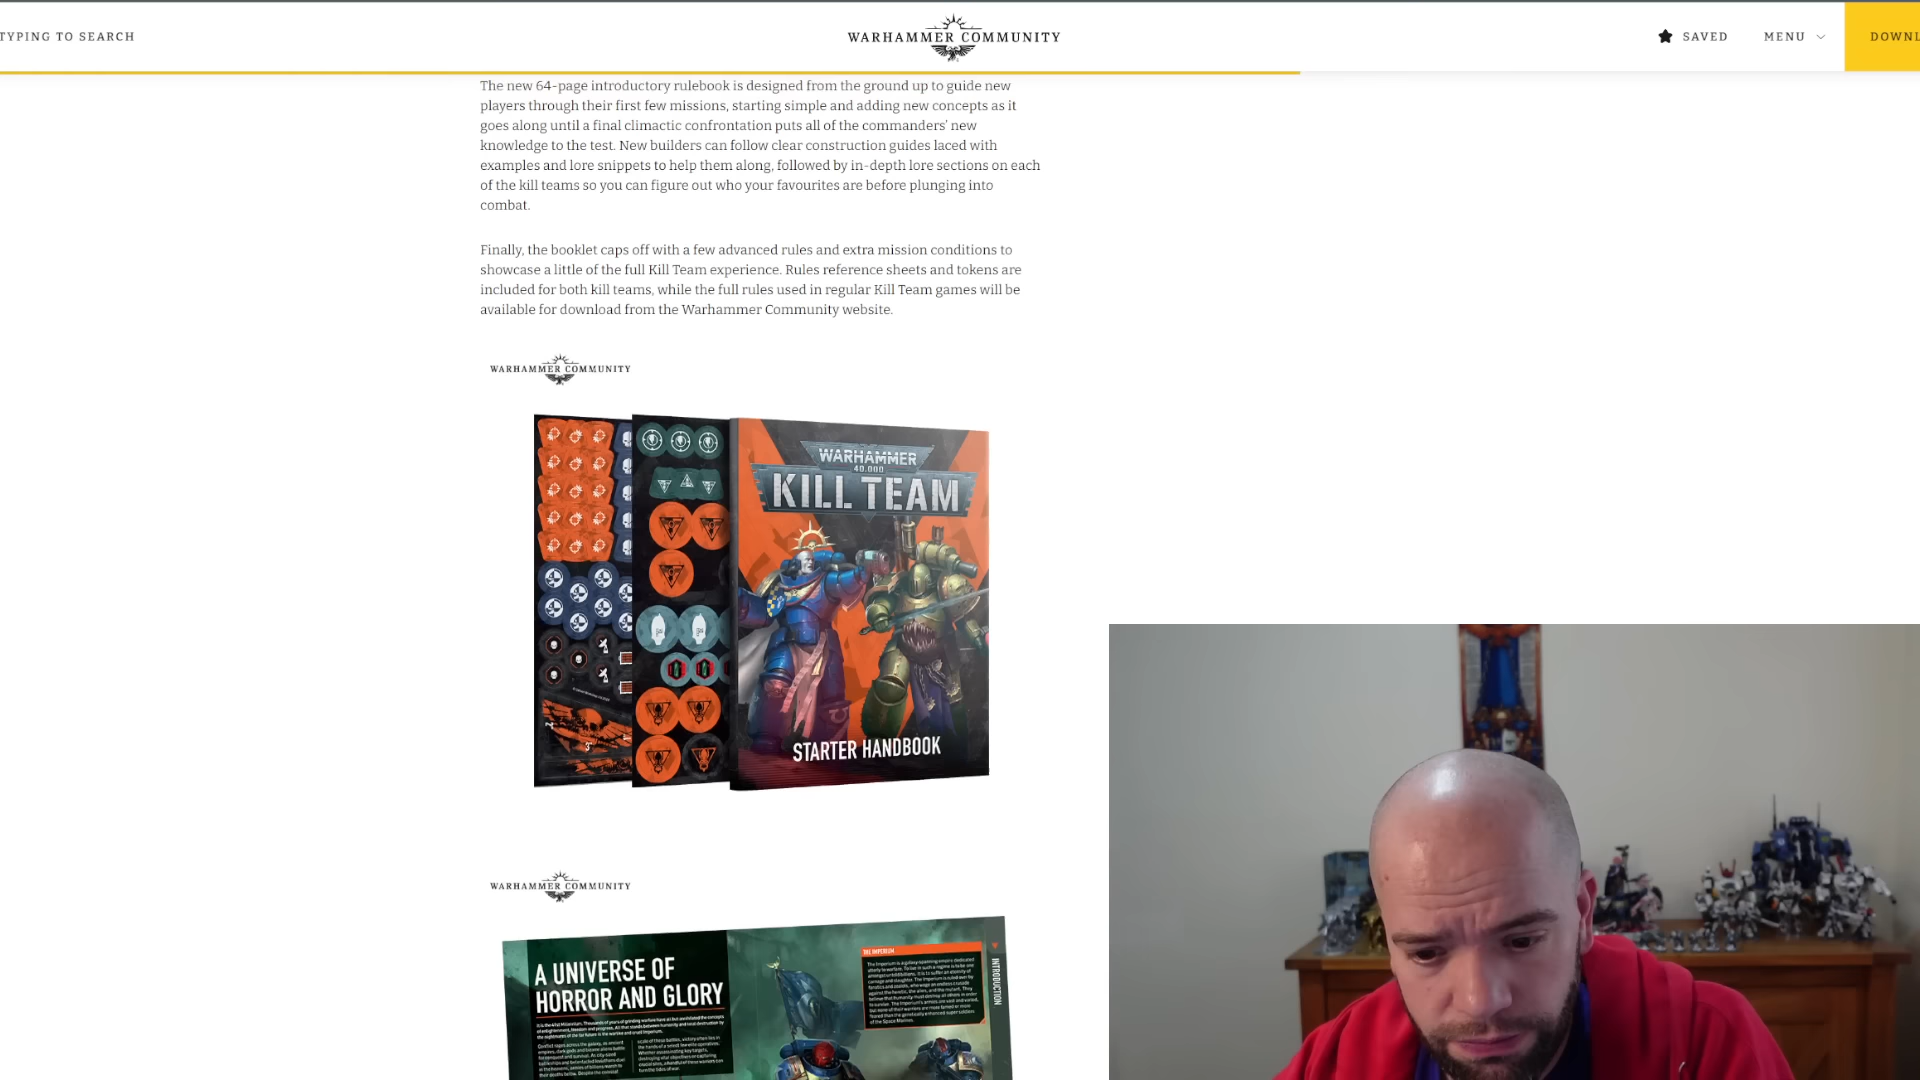 TYPING TO SEARCH
WARHAMMER COMMUNITY
SAVED
MENU
DOWNL
The new 64-page introductory rulebook is designed from the ground up to guide new
players through their first few missions, starting simple and adding new concepts as it
goes along until a final climactic confrontation puts all of the commanders’ new
knowledge to the test. New builders can follow clear construction guides laced with
examples and lore snippets to help them along, followed by in-depth lore sections on each
of the kill teams so you can figure out who your favourites are before plunging into
combat.
Finally, the booklet caps off with a few advanced rules and extra mission conditions to
showcase a little of the full Kill Team experience. Rules reference sheets and tokens are
included for both kill teams, while the full rules used in regular Kill Team games will be
available for download from the Warhammer Community website.
WARHAMMER COMMUNITY
WARHAMMER
40,000
KILL TEAM
STARTER HANDBOOK
WARHAMMER COMMUNITY
A UNIVERSE OF
HORROR AND GLORY
THE IMPERIUM
INTRODUCTION